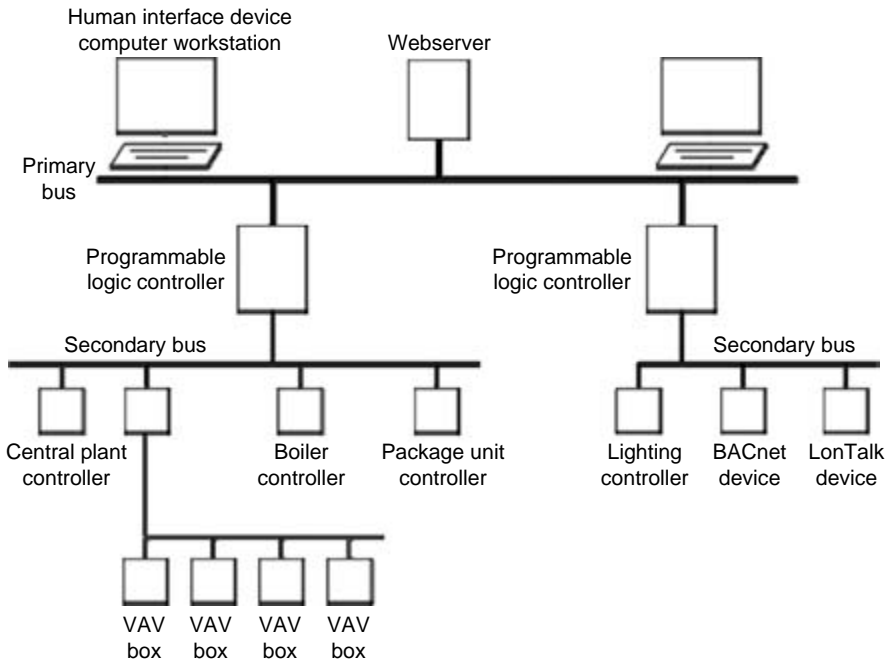 Human interface device
computer workstation
Webserver
Primary
bus
Programmable
logic controller
Programmable
logic controller
Secondary bus
Secondary bus
Central plant
controller
Boiler
controller
Package unit
controller
Lighting
controller
BACnet
device
LonTalk
device
VAV
box
VAV
box
VAV
box
VAV
box